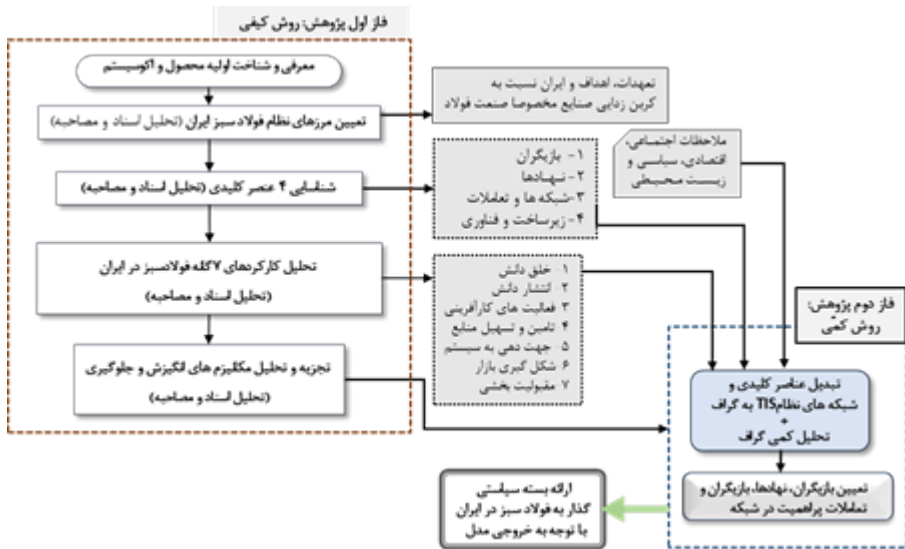 فاز اول پژوهش: روش کیفی
معرفی و شناخت اولیه محصول و اکوسیستم
تعیین مرزهای نظام فولاد سبز ایران (تحلیل اسناد و مصاحبه)
شناسایی ۴ عنصر کلیدی (تحلیل اسناد و مصاحبه)
تحلیل کارکردهای ۷گانه فولادسبز در ایران
(تحلیل اسناد و مصاحبه)
تجزیه و تحلیل مکانیزم های انگیزش و جلوگیری
(تحلیل اسناد و مصاحبه)
تعهدات، اهداف و ایران نسبت به
کربن زدایی صنایع مخصوصا صنعت فولاد
۱- بازیگران
۲- نهادها
۳-شبکه ها و تعاملات
۴- زیرساخت و فناوری
۱ خلق دانش
۲ انتشار دانش
۳ فعالیت های کارآفرینی
۴ تامین و تسهیل منابع
۵ جهت دهی به سیستم
۶ شکل گیری بازار
۷ مقبولیت بخشی
ملاحظات اجتماعی،
اقتصادی، سیاسی و
زیست محیطی
فاز دوم پژوهش:
روش کمّی
تبدیل عناصر کلیدی و
شبکه های نظامTIS به گراف
+
تحلیل کمی گراف
تعیین بازیگران، نهادها، بازیگران و
تعاملات پراهمیت در شبکه
ارائه بسته سیاستی
گذار به فولاد سبز در ایران
با توجه به خروجی مدل